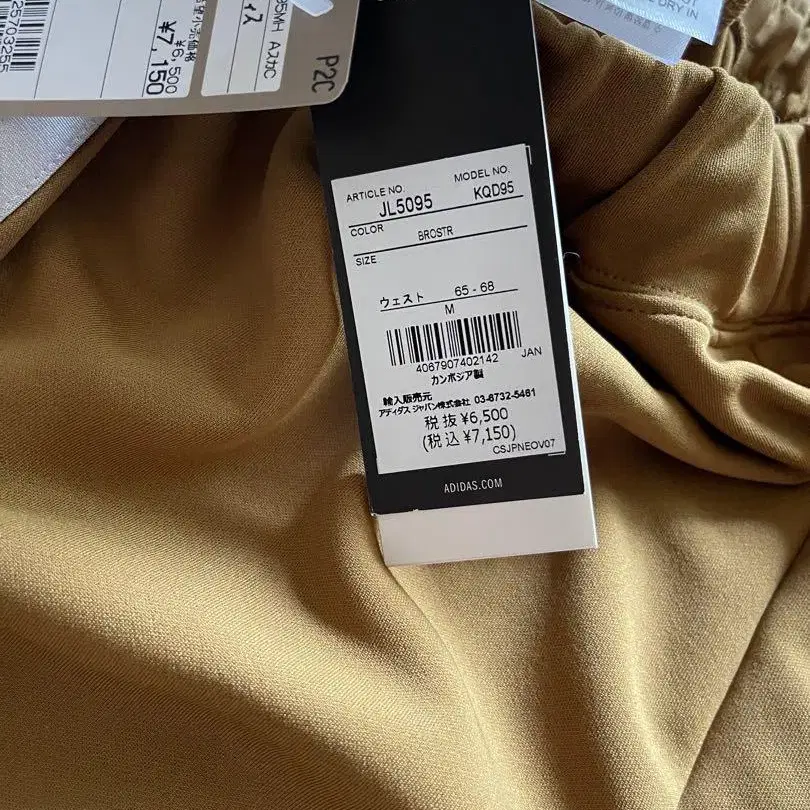 ¥6,500
¥7,150
P2C
DRY IN
ARTICLE NO. MODEL NO.
JL5095 KQD95
COLOR
BROSTR
SIZE
ウェスト 65-68
M
4067907402142 JAN
カンボジア製
輸入販売元
アディダス ジャパン株式会社 03-6732-5461
税抜¥6,500
(税込¥7,150)
CSJPNEOV07
ADIDAS.COM